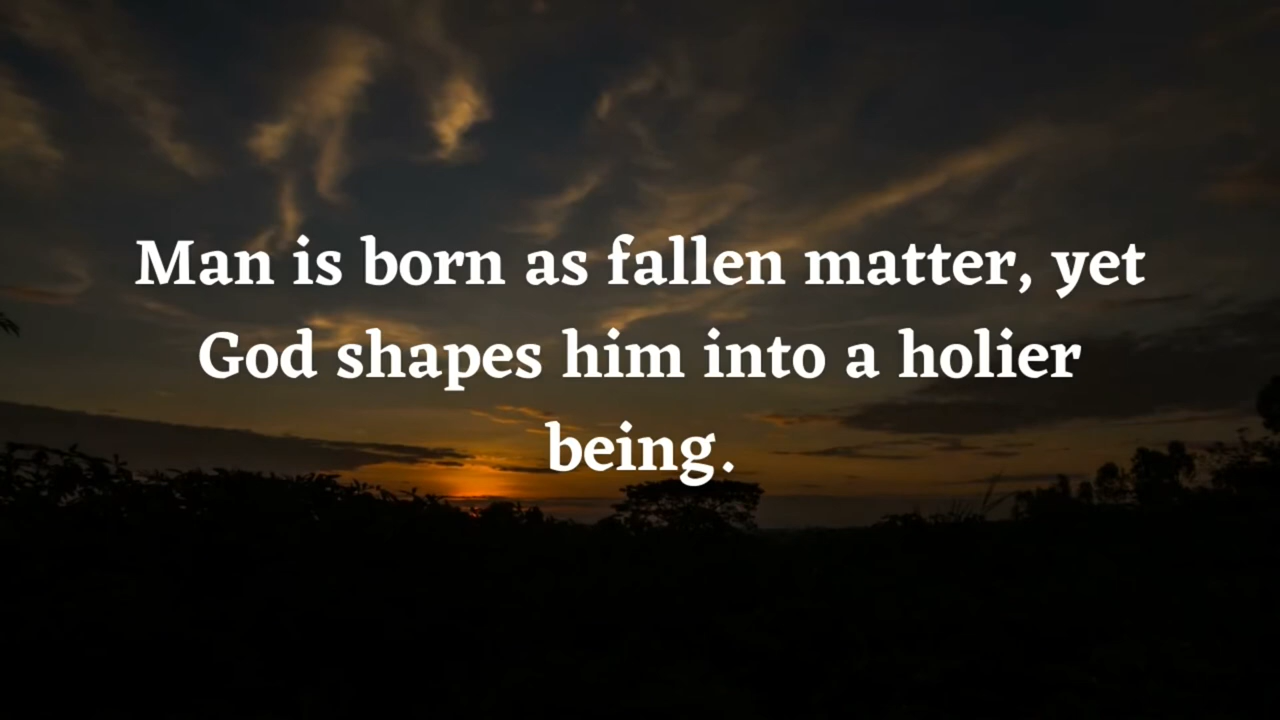 Man is born as fallen matter, yet
God shapes him into a holier
being.